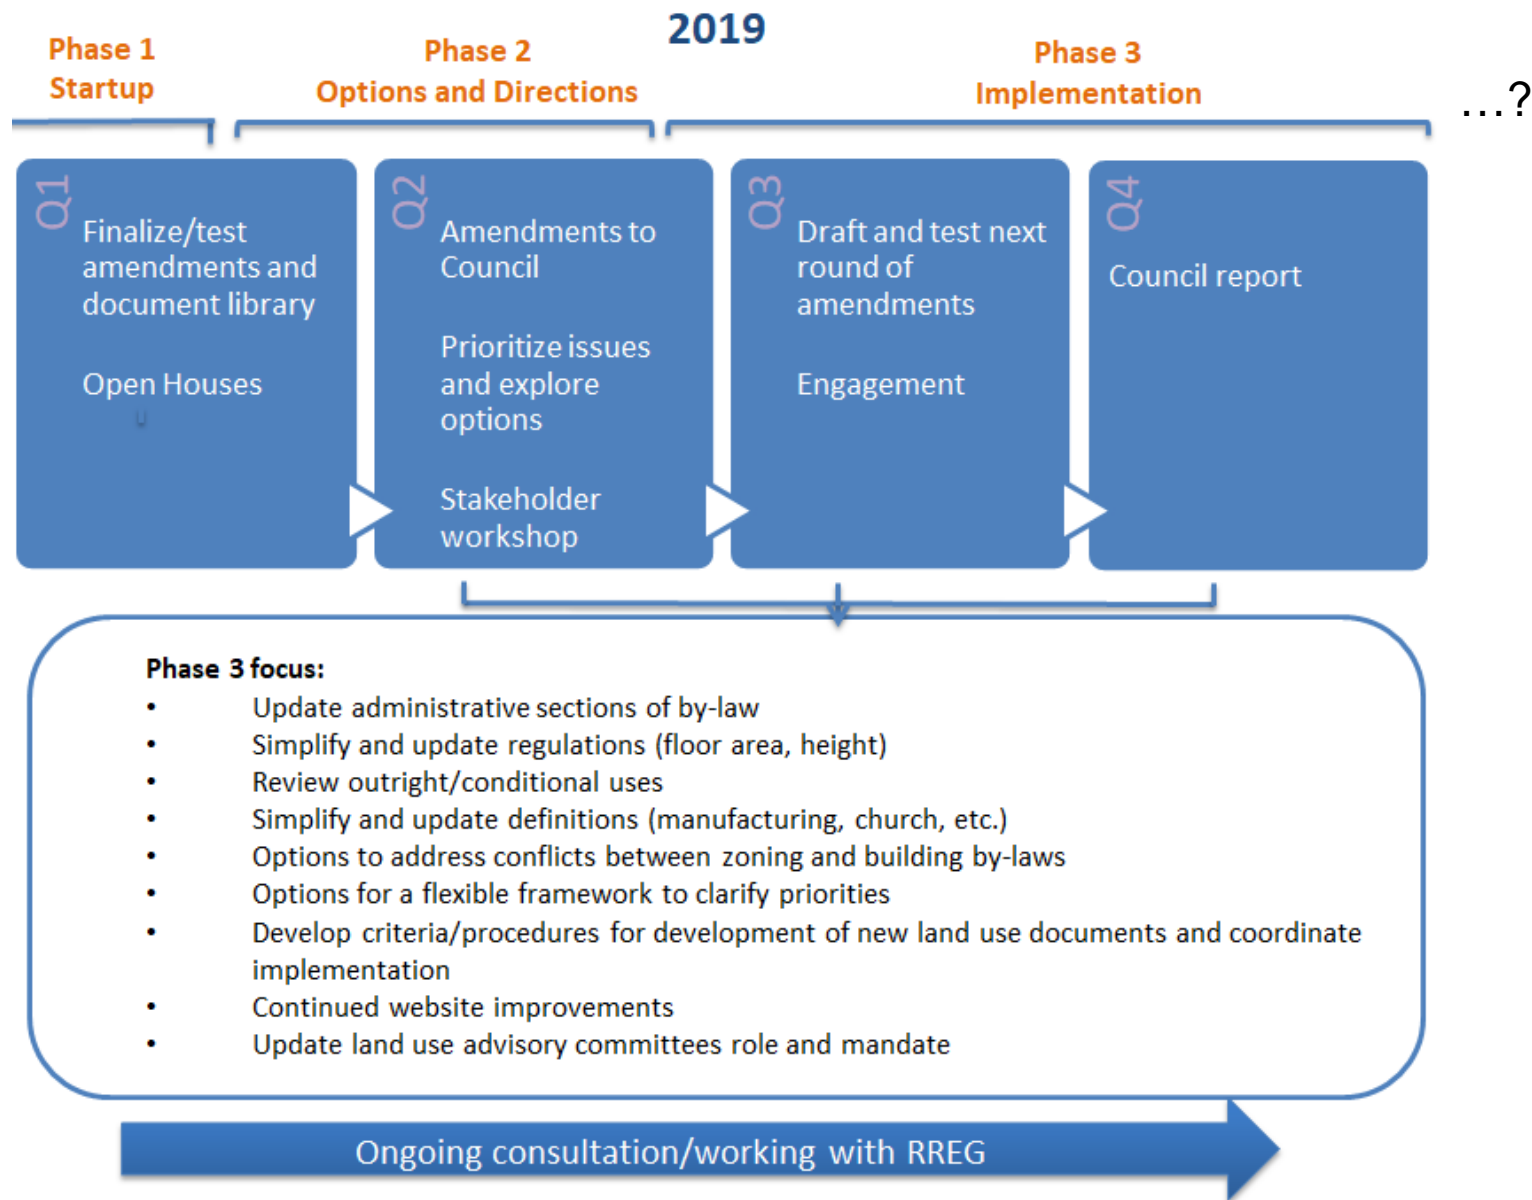 2019
Phase 1
Startup
Phase 2
Options and Directions
Phase 3
Implementation
...?
Q1
Finalize/test
amendments and
document library
Open Houses
Q2
Amendments to
Council
Prioritize issues
and explore
options
Stakeholder
workshop
Q3
Draft and test next
round of
amendments
Engagement
Q4
Council report
Phase 3 focus:
• Update administrative sections of by-law
• Simplify and update regulations (floor area, height)
• Review outright/conditional uses
• Simplify and update definitions (manufacturing, church, etc.)
• Options to address conflicts between zoning and building by-laws
• Options for a flexible framework to clarify priorities
• Develop criteria/procedures for development of new land use documents and coordinate
implementation
• Continued website improvements
• Update land use advisory committees role and mandate
Ongoing consultation/working with RREG